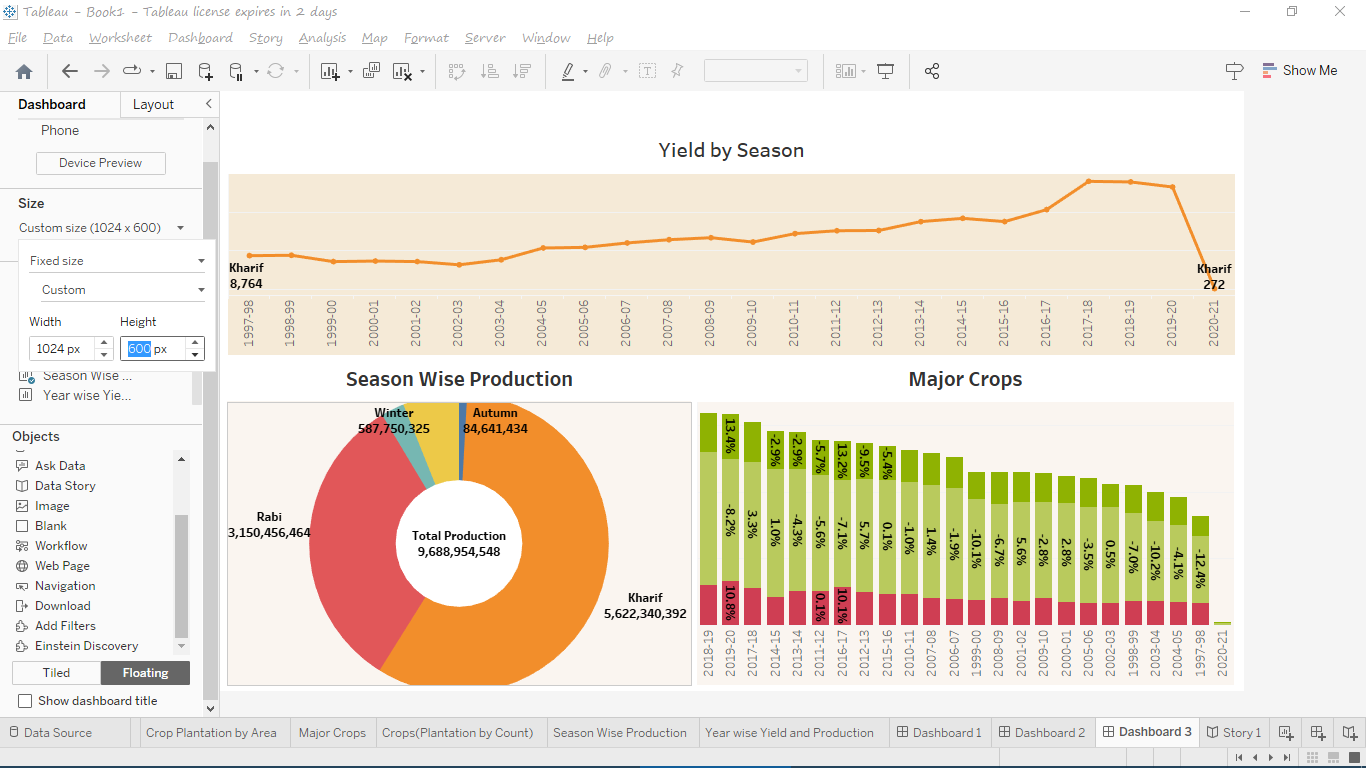 Tableau - Book1 - Tableau license expires in 2 days
File Data Worksheet Dashboard Story Analysis Map Format Server Window Help
Show Me
Dashboard Layout
Phone
Device Preview
Size
Custom size (1024 x 600)
Fixed size
Custom
Width Height
1024 px 600 px
Season Wise ...
Year wise Yie...
Objects
Ask Data
Data Story
Image
Blank
Workflow
Web Page
Navigation
Download
Add Filters
Einstein Discovery
Tiled Floating
Show dashboard title
Yield by Season
Kharif
8,764
Kharif
272
1997-98 1998-99 1999-00 2000-01 2001-02 2002-03 2003-04 2004-05 2005-06 2006-07 2007-08 2008-09 2009-10 2010-11 2011-12 2012-13 2013-14 2014-15 2015-16 2016-17 2017-18 2018-19 2019-20 2020-21
Season Wise Production
Winter
587,750,325
Autumn
84,641,434
Rabi
3,150,456,464
Total Production
9,688,954,548
Kharif
5,622,340,392
Major Crops
13.4% -2.9% -2.9% -5.7% 13.2% -9.5% -5.4%
-8.2% 3.3% 1.0% -4.3% -5.6% -7.1% 5.7% 0.1% -1.0% 1.4% -1.9% -10.1% -6.7% 5.6% -2.8% 2.8% -3.5% 0.5% -7.0% -10.2% -4.1% -12.4%
10.8% 0.1% 10.1%
2018-19 2019-20 2017-18 2014-15 2013-14 2011-12 2016-17 2012-13 2015-16 2010-11 2007-08 2006-07 1999-00 2008-09 2001-02 2009-10 2000-01 2005-06 2002-03 1998-99 2003-04 2004-05 1997-98 2020-21
Data Source Crop Plantation by Area Major Crops Crops(Plantation by Count) Season Wise Production Year wise Yield and Production Dashboard 1 Dashboard 2 Dashboard 3 Story 1